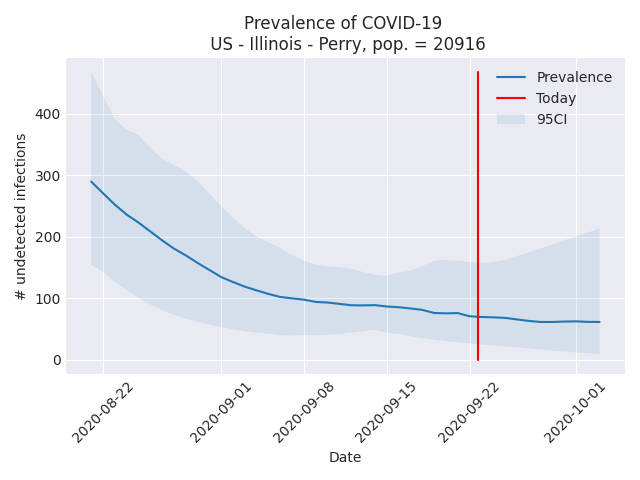 Prevalence of COVID-19
US - Illinois - Perry, pop. = 20916
Prevalence
Today
95CI
400
300
200
100
0
# undetected infections
2020-08-22
2020-09-01
2020-09-08
2020-09-15
2020-09-22
2020-10-01
Date